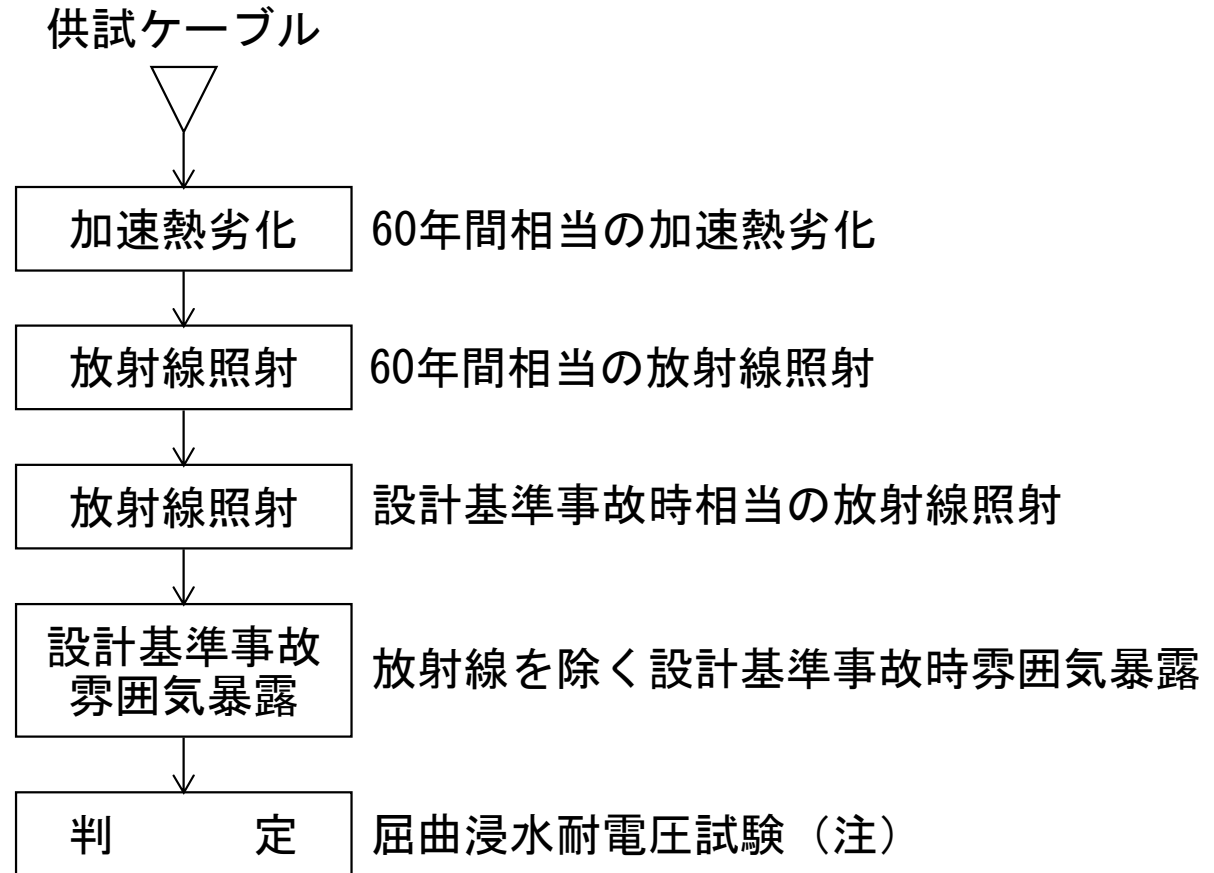 供試ケーブル
加速熱劣化 60年間相当の加速熱劣化
放射線照射 60年間相当の放射線照射
放射線照射 設計基準事故時相当の放射線照射
設計基準事故
雰囲気暴露
放射線を除く設計基準事故時雰囲気暴露
判定 屈曲浸水耐電圧試験（注）